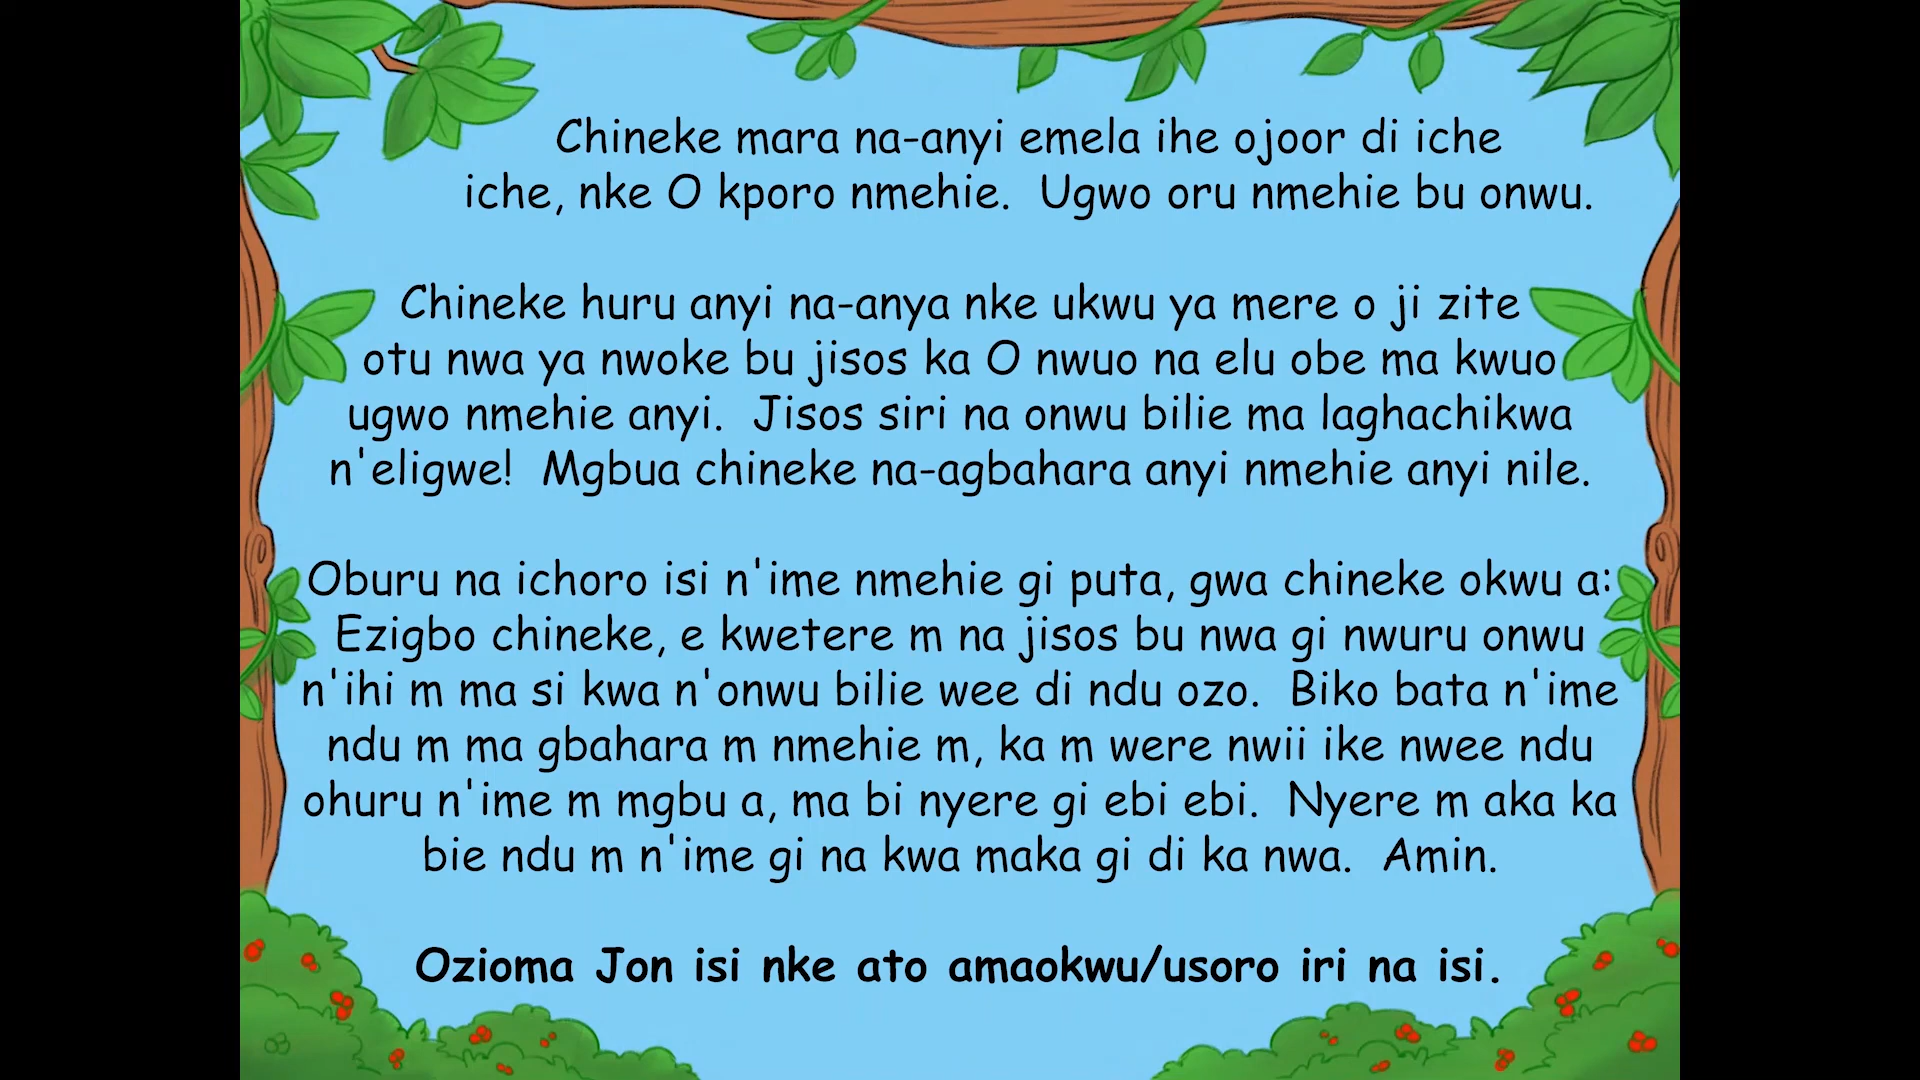 Chineke mara na-anyi emela ihe ojoor di iche
iche, nke O kporo nmehie.  Ugwo oru nmehie bu onwu.
Chineke huru anyi na-anya nke ukwu ya mere o ji zite
otu nwa ya nwoke bu jisos ka O nwuo na elu obe ma kwuo
ugwo nmehie anyi.  Jisos siri na onwu bilie ma laghachikwa
n'eligwe!  Mgbua chineke na-agbahara anyi nmehie anyi nile.
Oburu na ichoro isi n'ime nmehie gi puta, gwa chineke okwu a:
Ezigbo chineke, e kwetere m na jisos bu nwa gi nwuru onwu
n'ihi m ma si kwa n'onwu bilie wee di ndu ozo.  Biko bata n'ime
ndu m ma gbahara m nmehie m, ka m were nwii ike nwee ndu
ohuru n'ime m mgbu a, ma bi nyere gi ebi ebi.  Nyere m aka ka
bie ndu m n'ime gi na kwa maka gi di ka nwa.  Amin.
Ozioma Jon isi nke ato amaokwu/usoro iri na isi.